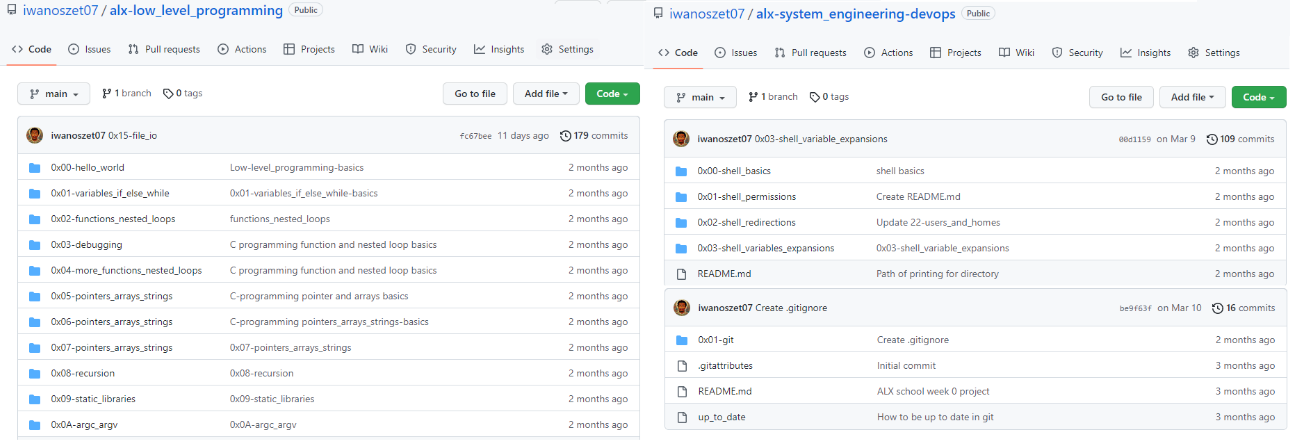 iwanoszet07 / alx-low_level_programming Public
Code Issues Pull requests Actions Projects Wiki Security Insights Settings
main 1 branch 0 tags Go to file Add file Code
iwanoszet07 0x15-file_io fc67bee 11 days ago 179 commits
0x00-hello_world Low-level_programming-basics 2 months ago
0x01-variables_if_else_while 0x01-variables_if_else_while-basics 2 months ago
0x02-functions_nested_loops functions_nested_loops 2 months ago
0x03-debugging C programming function and nested loop basics 2 months ago
0x04-more_functions_nested_loops C programming function and nested loop basics 2 months ago
0x05-pointers_arrays_strings C-programming pointer and arrays basics 2 months ago
0x06-pointers_arrays_strings C-programming pointers_arrays_strings-basics 2 months ago
0x07-pointers_arrays_strings 0x07-pointers_arrays_strings 2 months ago
0x08-recursion 0x08-recursion 2 months ago
0x09-static_libraries 0x09-static_libraries 2 months ago
0x0A-argc_argv 0x0A-argc_argv 2 months ago
iwanoszet07 / alx-system_engineering-devops Public
Code Issues Pull requests Actions Projects Wiki Security Insights Settings
main 1 branch 0 tags Go to file Add file Code
iwanoszet07 0x03-shell_variable_expansions 00d1159 on Mar 9 109 commits
0x00-shell_basics shell basics 2 months ago
0x01-shell_permissions Create README.md 2 months ago
0x02-shell_redirections Update 22-users_and_homes 2 months ago
0x03-shell_variables_expansions 0x03-shell_variable_expansions 2 months ago
README.md Path of printing for directory 2 months ago
iwanoszet07 Create .gitignore be9f63f on Mar 10 16 commits
0x01-git Create .gitignore 2 months ago
.gitattributes Initial commit 3 months ago
README.md ALX school week 0 project 3 months ago
up_to_date How to be up to date in git 3 months ago